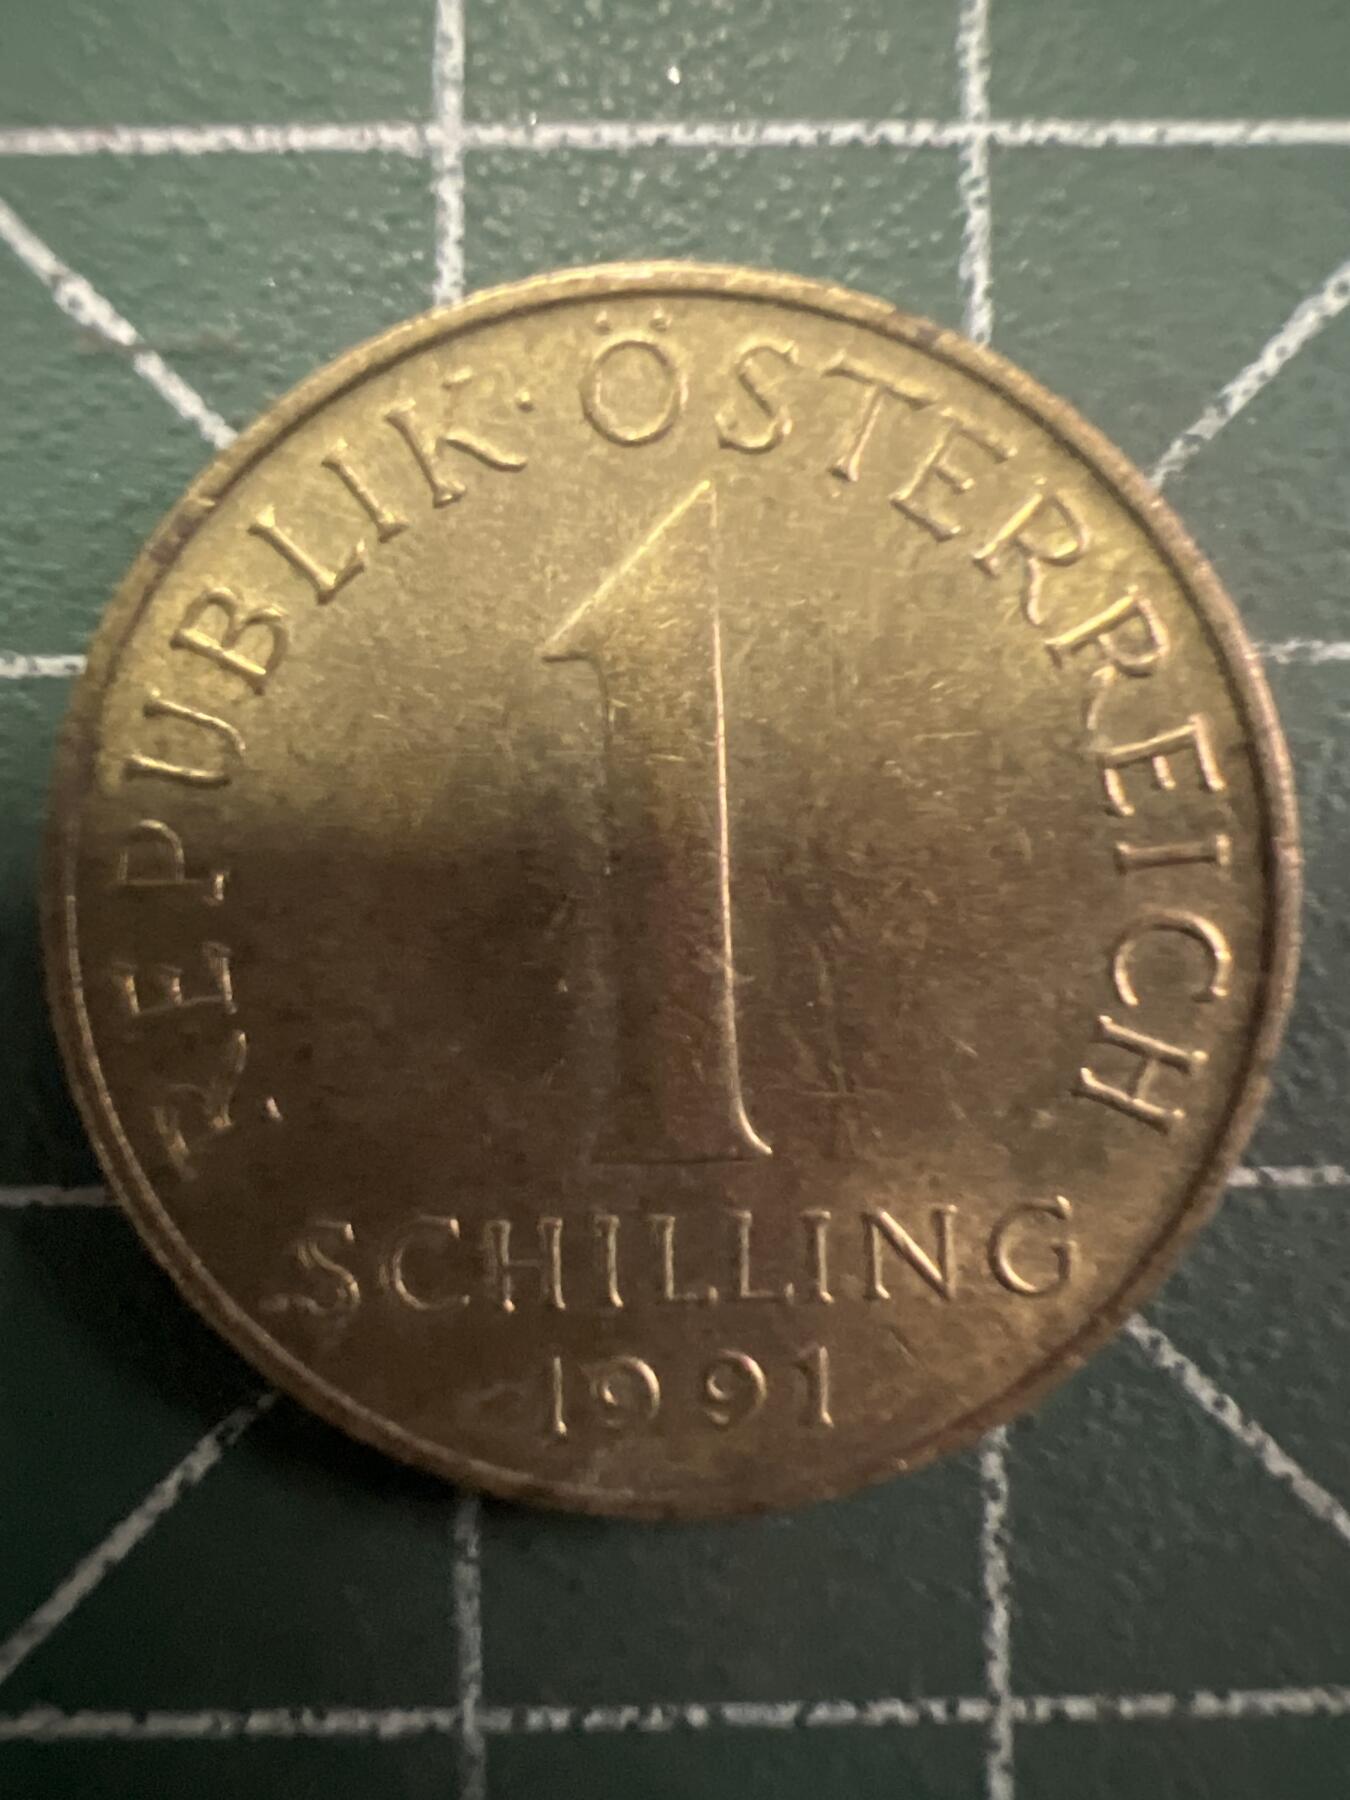 REPUBLIK · ÖSTERREICH
1
SCHILLING
1991